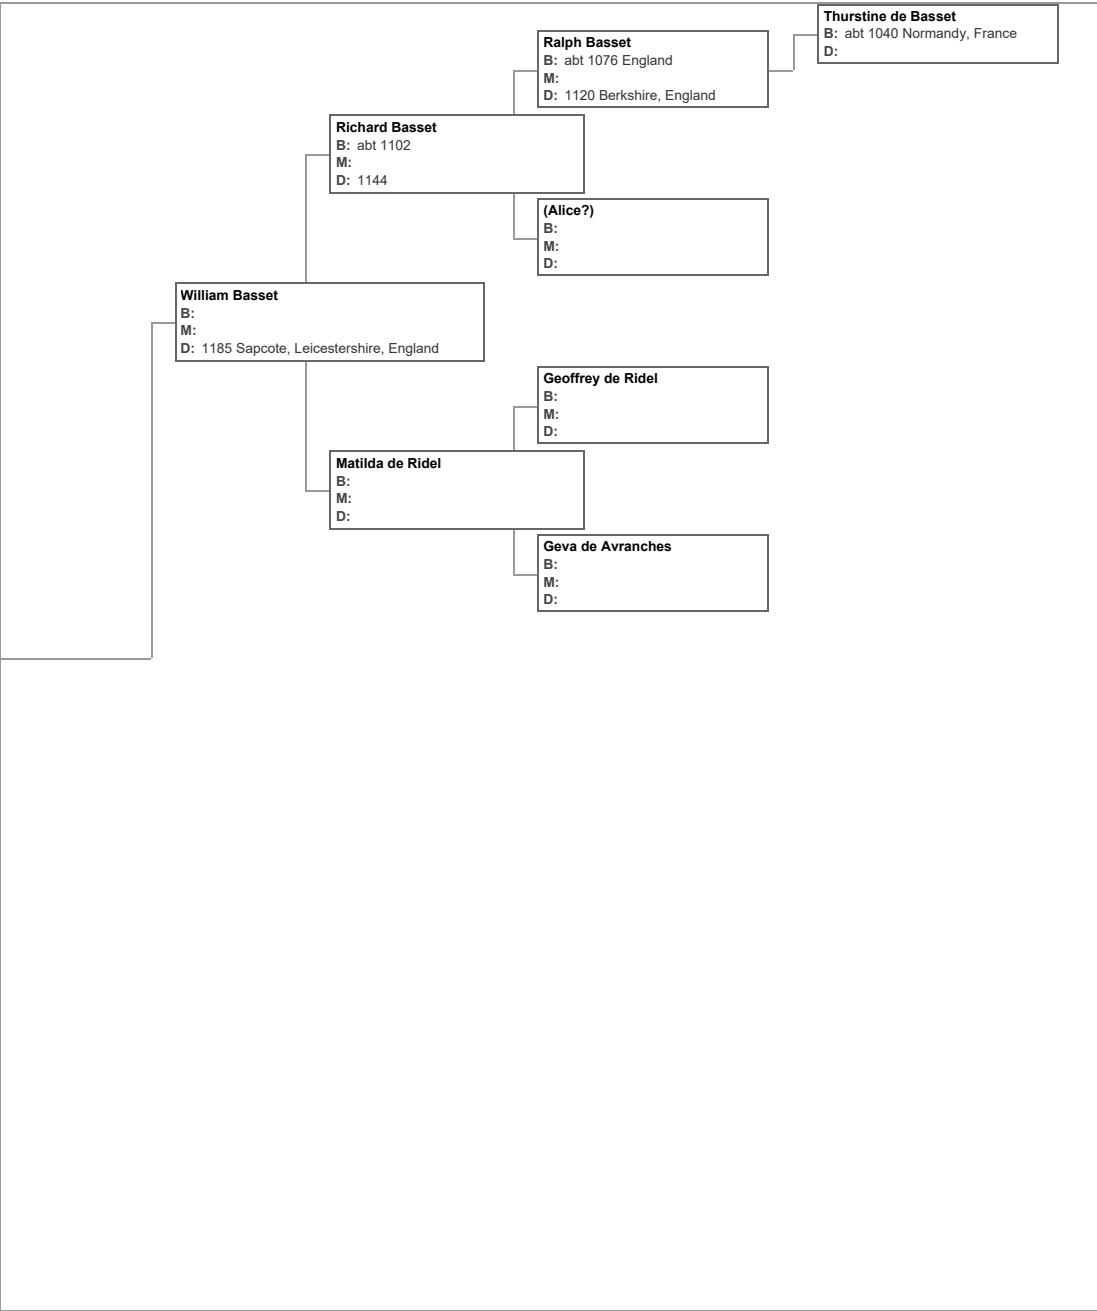 Thurstine de Basset
B: abt 1040 Normandy, France
D:
Ralph Basset
B: abt 1076 England
M:
D: 1120 Berkshire, England
Richard Basset
B: abt 1102
M:
D: 1144
(Alice?)
B:
M:
D:
William Basset
B:
M:
D: 1185 Sapcote, Leicestershire, England
Geoffrey de Ridel
B:
M:
D:
Matilda de Ridel
B:
M:
D:
Geva de Avranches
B:
M:
D: